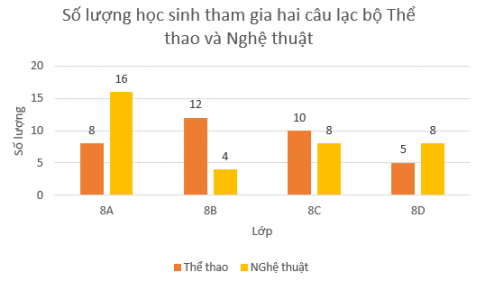 Số lượng học sinh tham gia hai câu lạc bộ Thể
thao và Nghệ thuật
Số lượng
20
15
10
5
0
8
16
12
4
10
8
5
8
8A
8B
8C
8D
Lớp
Thể thao
NGhệ thuật